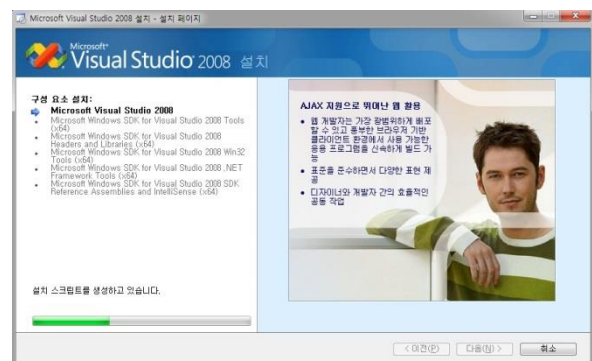 Microsoft Visual Studio 2008 설치 - 설치 페이지
Microsoft®
Visual Studio® 2008 설치
구성 요소 설치:
Microsoft Visual Studio 2008
Microsoft Windows SDK for Visual Studio 2008 Tools
(x64)
Microsoft Windows SDK for Visual Studio 2008
Headers and Libraries (x64)
Microsoft Windows SDK for Visual Studio 2008 Win32
Tools (x64)
Microsoft Windows SDK for Visual Studio 2008 .NET
Framework Tools (x64)
Microsoft Windows SDK for Visual Studio 2008 SDK
Reference Assemblies and IntelliSense (x64)
설치 스크립트를 생성하고 있습니다.
AJAX 지원으로 뛰어난 웹 활용
• 웹 개발자는 가장 광범위하게 배포
할 수 있고 풍부한 브라우저 기반
클라이언트 환경에서 사용 가능한
응용 프로그램을 신속하게 빌드 가
능
• 표준을 준수하면서 다양한 표현 제
공
• 디자이너와 개발자 간의 효율적인
공동 작업
< 이전(P)
다음(N) >
취소